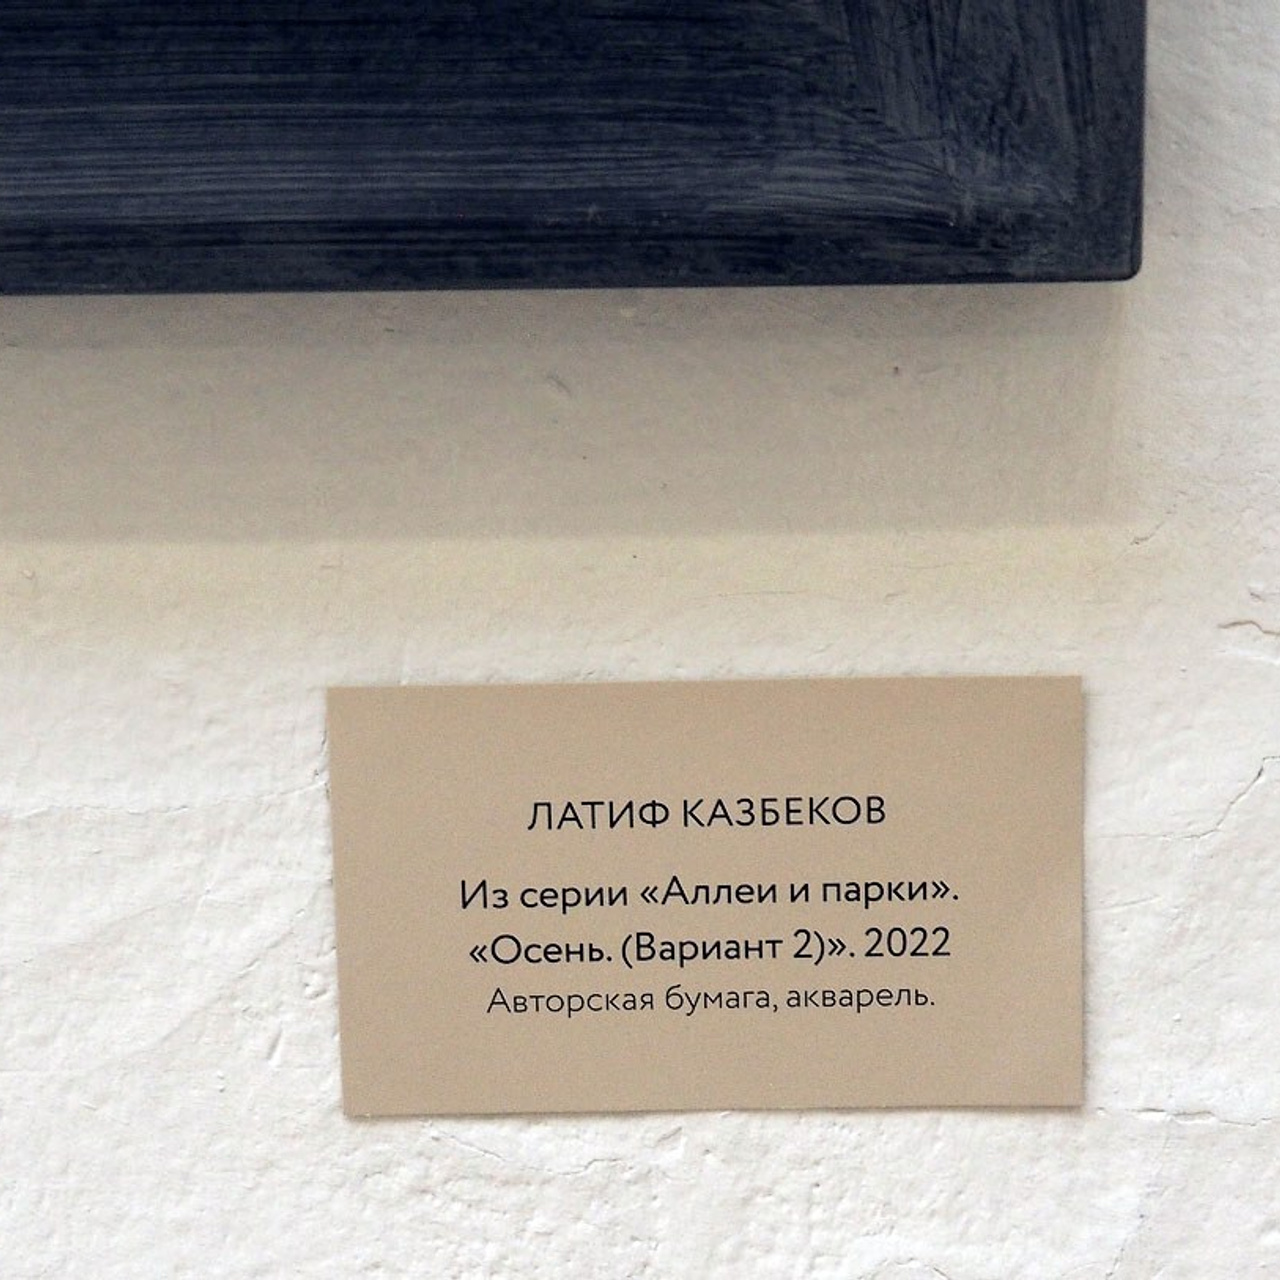 ЛАТИФ КАЗБЕКОВ
Из серии «Аллеи и парки».
«Осень. (Вариант 2)». 2022
Авторская бумага, акварель.